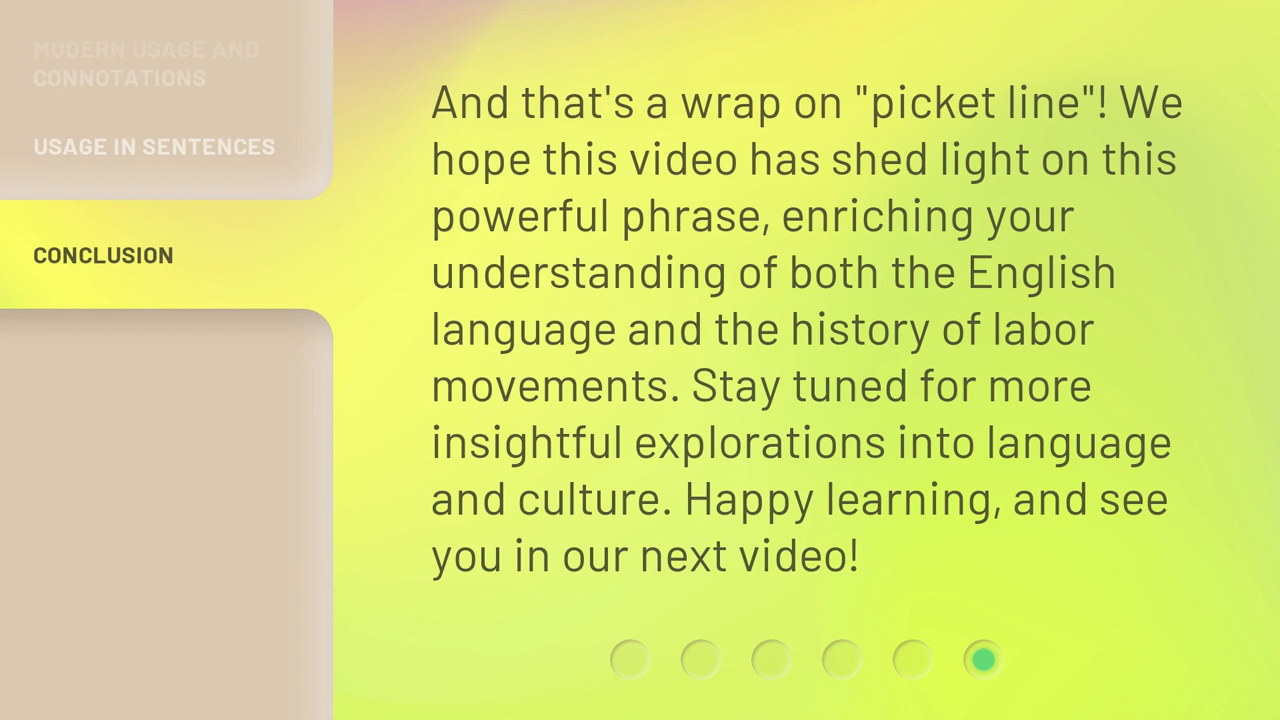 MODERN USAGE AND
CONNOTATIONS
USAGE IN SENTENCES
CONCLUSION
And that's a wrap on "picket line"! We
hope this video has shed light on this
powerful phrase, enriching your
understanding of both the English
language and the history of labor
movements. Stay tuned for more
insightful explorations into language
and culture. Happy learning, and see
you in our next video!